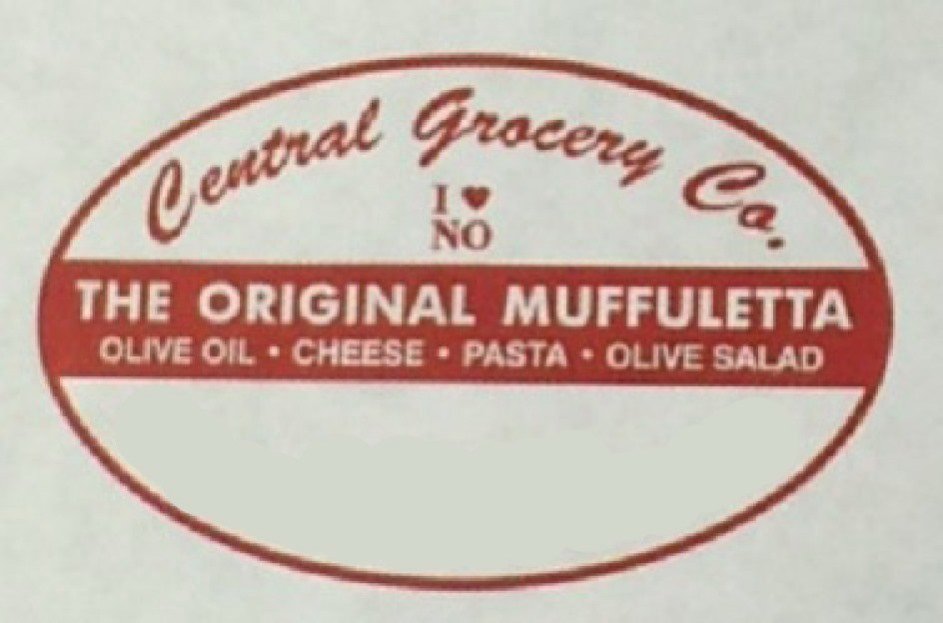 Central Grocery Co.
I ♥
NO
THE ORIGINAL MUFFULETTA
OLIVE OIL • CHEESE • PASTA • OLIVE SALAD